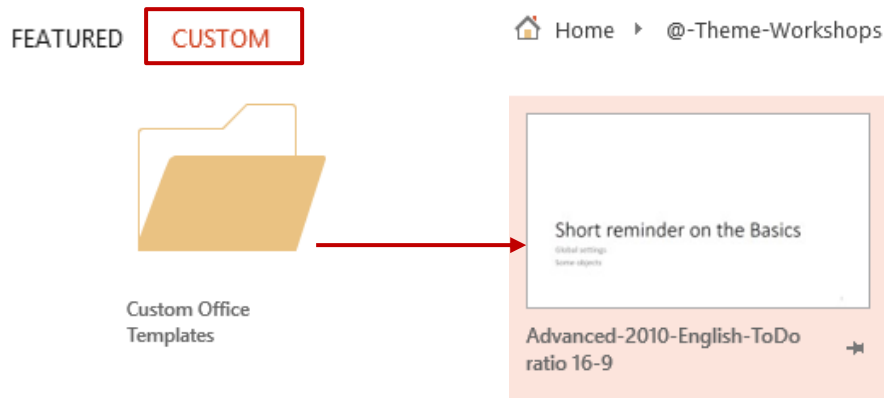 FEATURED CUSTOM
Home @-Theme-Workshops
Short reminder on the Basics
Global settings
Some objects
Custom Office
Templates
Advanced-2010-English-ToDo
ratio 16-9